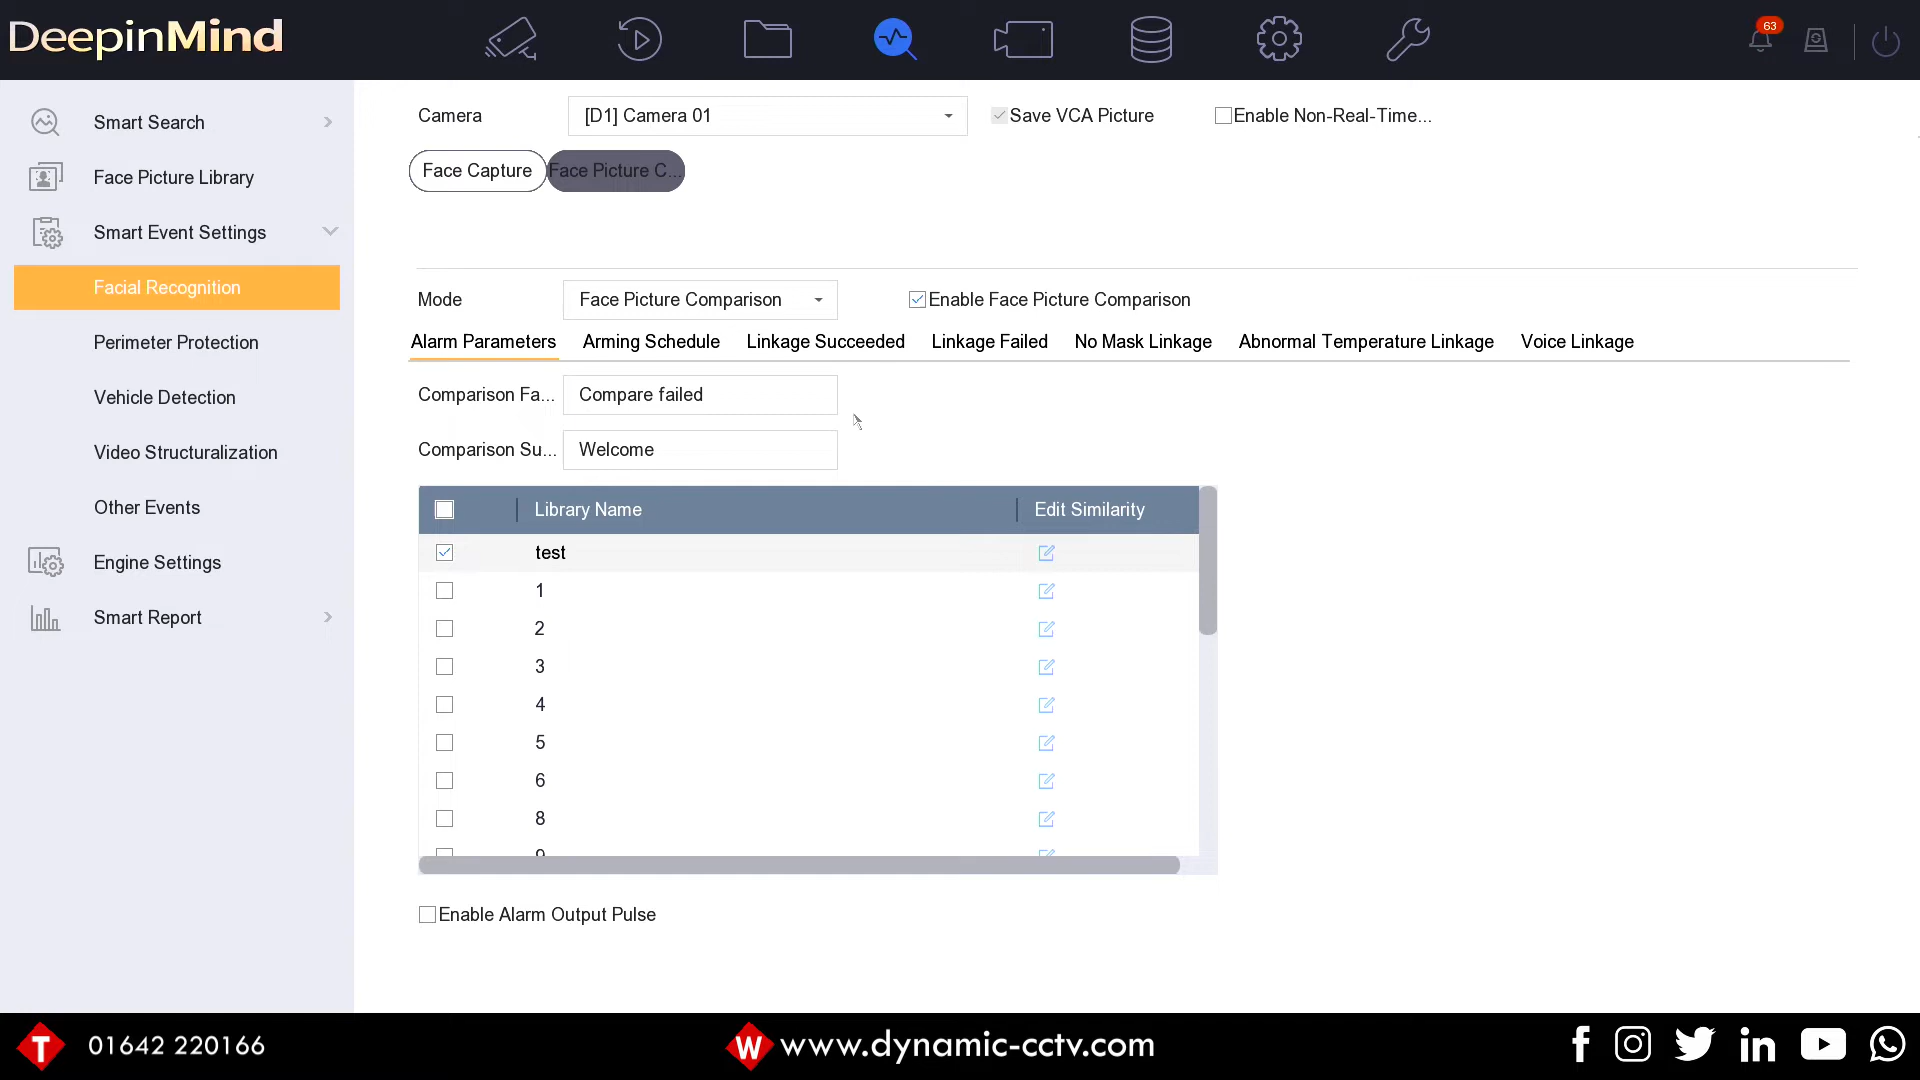 DeepinMind
63
Smart Search
Face Picture Library
Smart Event Settings
Facial Recognition
Perimeter Protection
Vehicle Detection
Video Structuralization
Other Events
Engine Settings
Smart Report
Camera
[D1] Camera 01
Save VCA Picture
Enable Non-Real-Time...
Face Capture
Face Picture C...
Mode
Face Picture Comparison
Enable Face Picture Comparison
Alarm Parameters
Arming Schedule
Linkage Succeeded
Linkage Failed
No Mask Linkage
Abnormal Temperature Linkage
Voice Linkage
Comparison Fa...
Compare failed
Comparison Su...
Welcome
Library Name
Edit Similarity
test
1
2
3
4
5
6
8
9
Enable Alarm Output Pulse
T 01642 220166
W www.dynamic-cctv.com